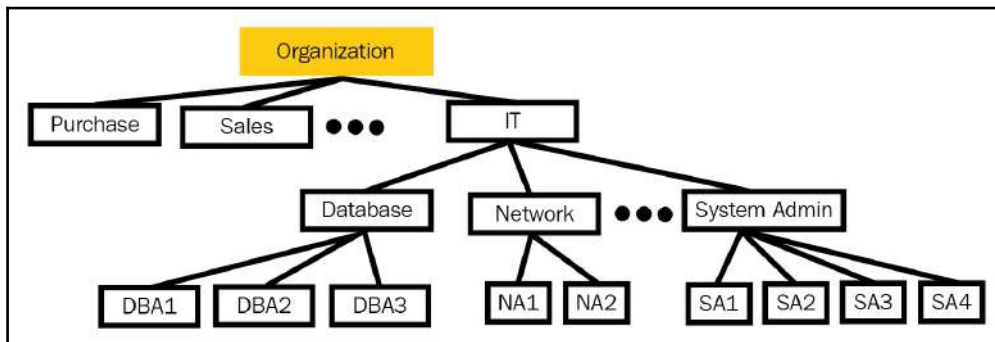 Organization
Purchase
Sales
IT
Database
Network
System Admin
DBA1
DBA2
DBA3
NA1
NA2
SA1
SA2
SA3
SA4